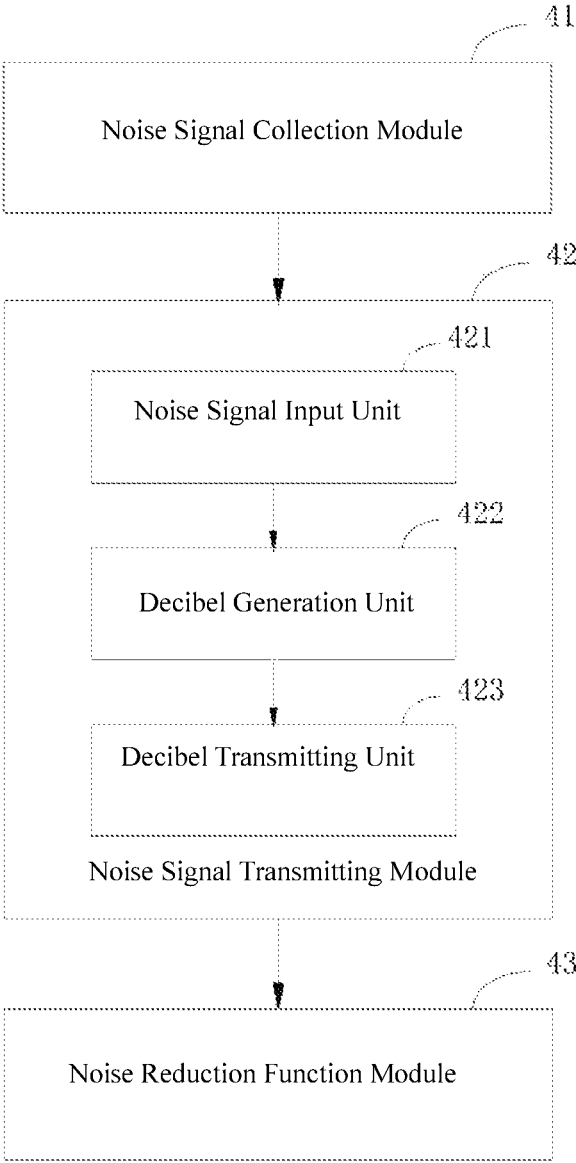 41
Noise Signal Collection Module
42
421
Noise Signal Input Unit
422
Decibel Generation Unit
423
Decibel Transmitting Unit
Noise Signal Transmitting Module
43
Noise Reduction Function Module